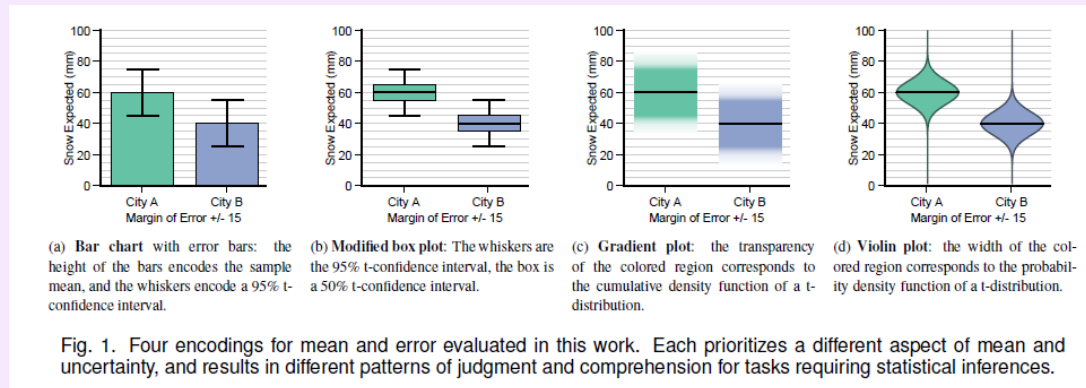 100
80
60
40
20
0
Snow Expected (mm)
City A City B
Margin of Error +/- 15
100
80
60
40
20
0
Snow Expected (mm)
City A City B
Margin of Error +/- 15
100
80
60
40
20
0
Snow Expected (mm)
City A City B
Margin of Error +/- 15
100
80
60
40
20
0
Snow Expected (mm)
City A City B
Margin of Error +/- 15
(a) Bar chart with error bars: the
height of the bars encodes the sample
mean, and the whiskers encode a 95% t-
confidence interval.
(b) Modified box plot: The whiskers are
the 95% t-confidence interval, the box is
a 50% t-confidence interval.
(c) Gradient plot: the transparency
of the colored region corresponds to
the cumulative density function of a t-
distribution.
(d) Violin plot: the width of the col-
ored region corresponds to the probabil-
ity density function of a t-distribution.
Fig. 1. Four encodings for mean and error evaluated in this work. Each prioritizes a different aspect of mean and
uncertainty, and results in different patterns of judgment and comprehension for tasks requiring statistical inferences.